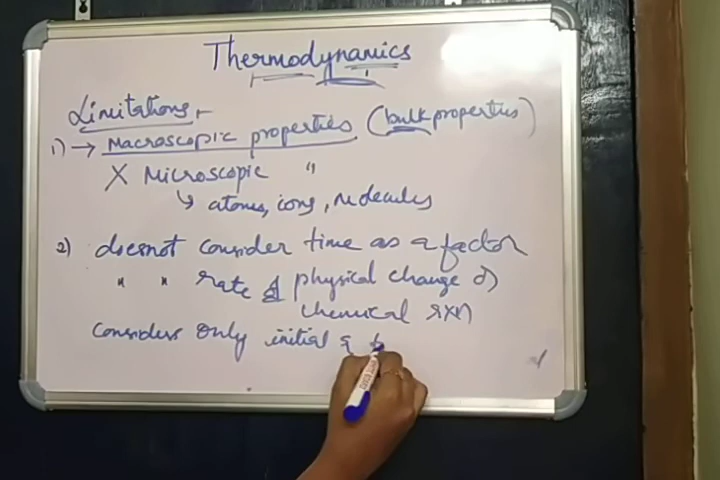 Thermodynamics
Limitations,
1) → Macroscopic properties (bulk properties)
X Microscopic "
↳ atoms, ions, molecules
2) doesnot consider time as a factor
" " rate of physical change or
chemical rxn
Considers only initial &